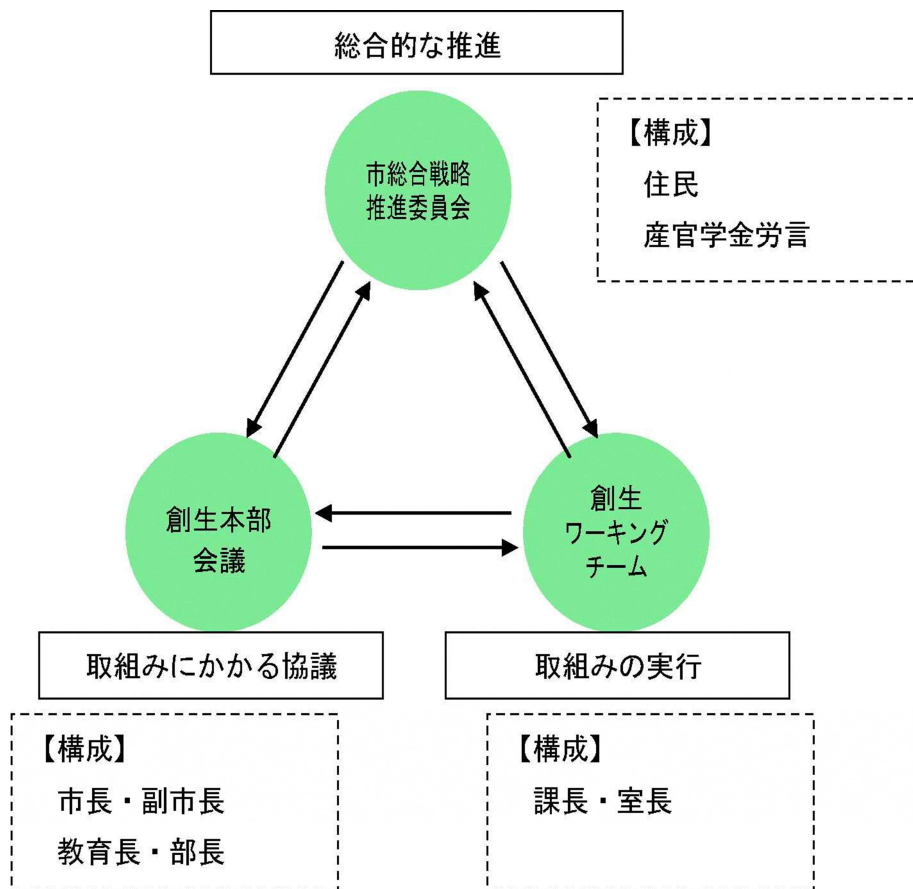 総合的な推進
市総合戦略
推進委員会
【構成】
住民
産官学金労言
創生本部
会議
創生
ワーキング
チーム
取組みにかかる協議
取組みの実行
【構成】
市長・副市長
教育長・部長
【構成】
課長・室長